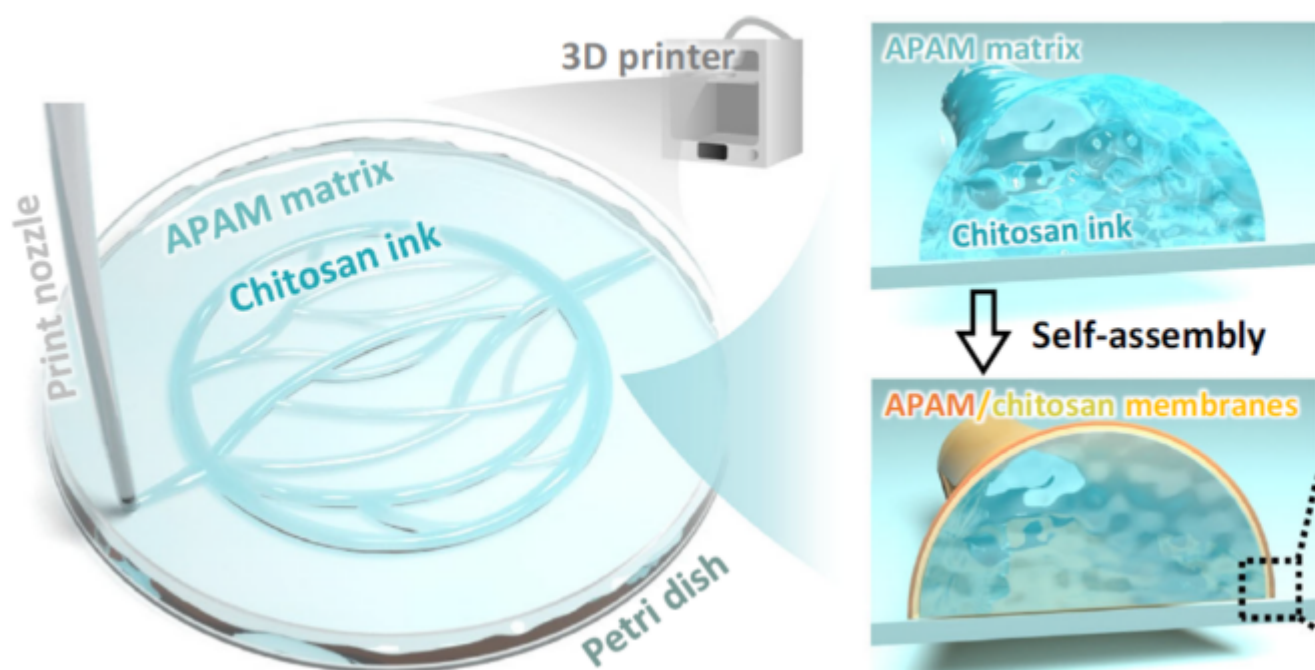 3D printer
APAM matrix
Chitosan ink
Print nozzle
Petri dish
APAM matrix
Chitosan ink
Self-assembly
APAM/chitosan membranes